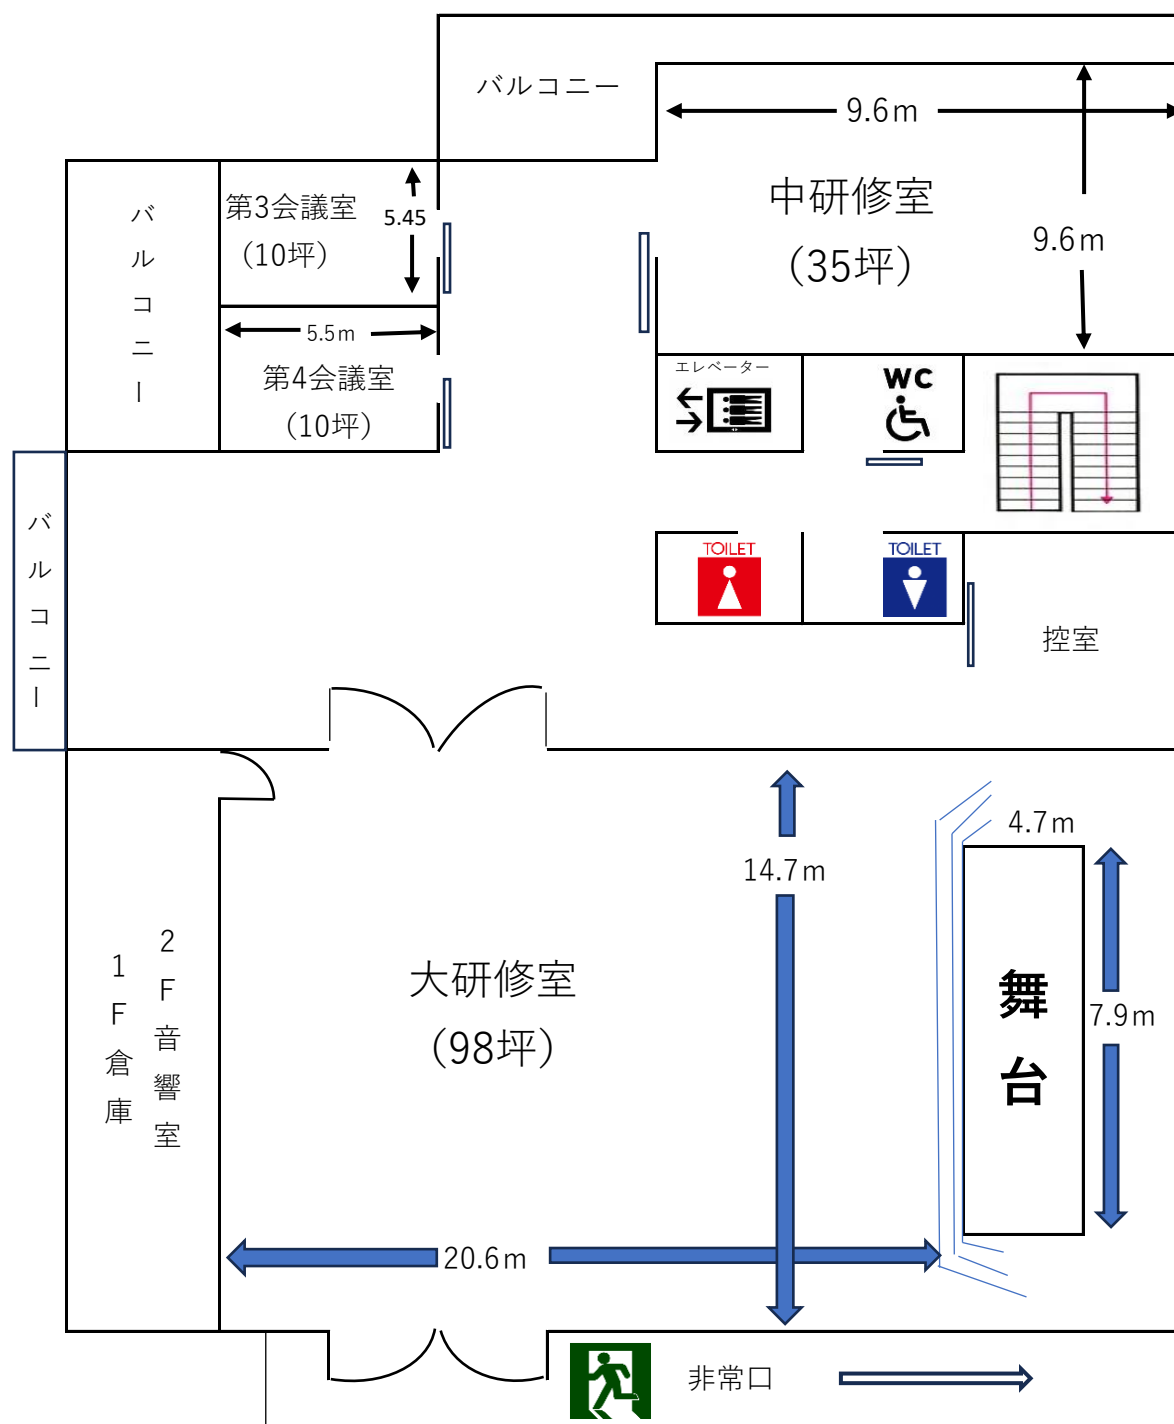 バルコニー
9.6m
中研修室
(35坪)
9.6m
バルコニー
第3会議室
(10坪)
5.45
5.5m
第4会議室
(10坪)
エレベーター
WC
バルコニー
TOILET
TOILET
控室
4.7m
14.7m
舞台
7.9m
大研修室
(98坪)
2F音響室
1F倉庫
20.6m
非常口